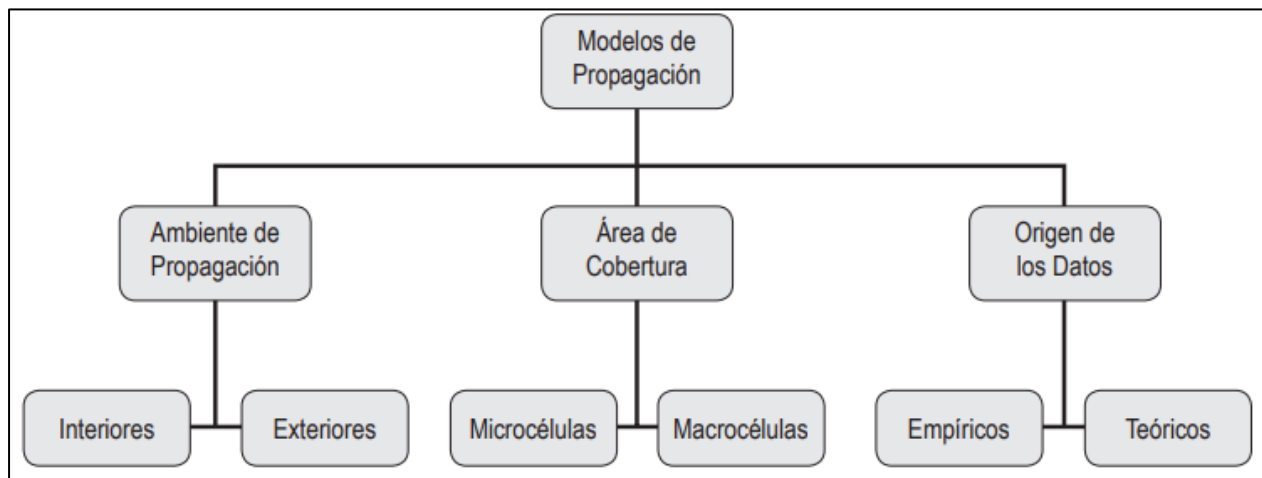 Modelos de
Propagación
Ambiente de
Propagación
Área de
Cobertura
Origen de
los Datos
Interiores
Exteriores
Microcélulas
Macrocélulas
Empíricos
Teóricos